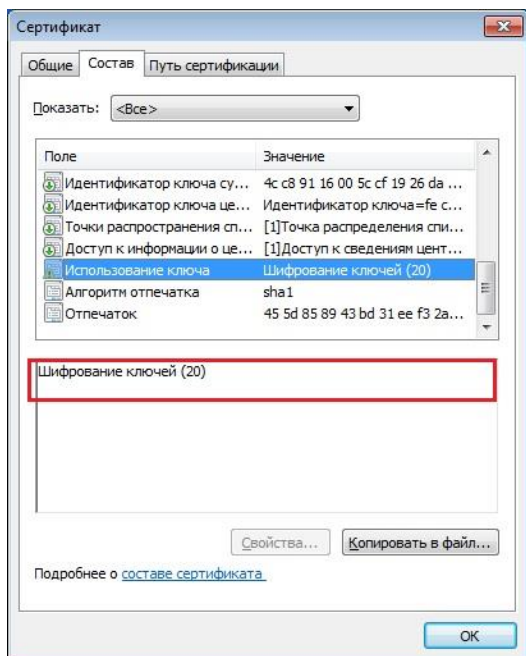 Сертификат
Общие Состав Путь сертификации
Показать: <Все>
Поле Значение
Идентификатор ключа су... 4c c8 91 16 00 5c cf 19 26 da ...
Идентификатор ключа це... Идентификатор ключа=fe c...
Точки распространения сп... [1]Точка распределения спи...
Доступ к информации о це... [1]Доступ к сведениям цент...
Использование ключа Шифрование ключей (20)
Алгоритм отпечатка sha1
Отпечаток 45 5d 85 89 43 bd 31 ee f3 2a...
Шифрование ключей (20)
Свойства... Копировать в файл...
Подробнее о составе сертификата
ОК